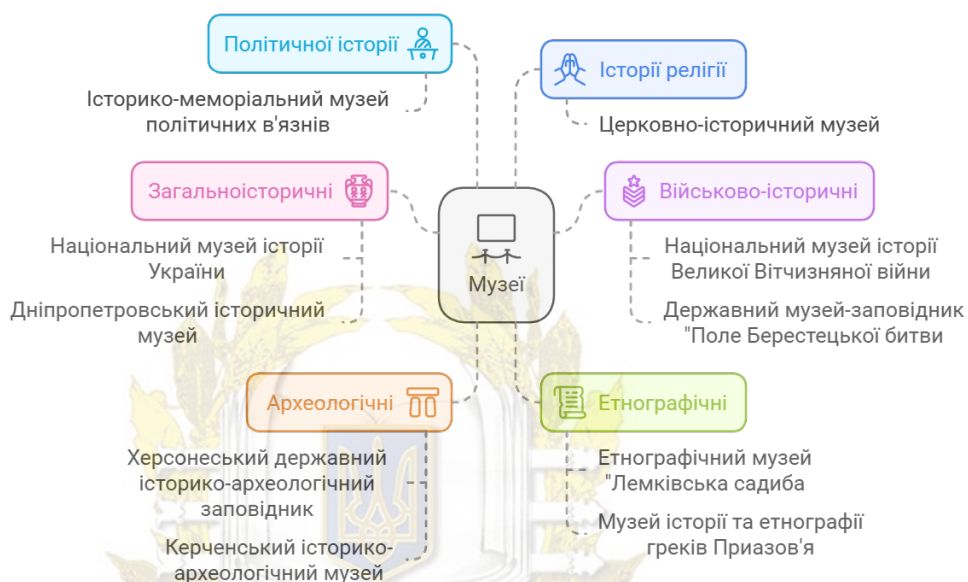 Політичної історії
Історико-меморіальний музей
політичних в'язнів
Історії релігії
Церковно-історичний музей
Загальноісторичні
Національний музей історії
України
Дніпропетровський історичний
музей
Музеї
Військово-історичні
Національний музей історії
Великої Вітчизняної війни
Державний музей-заповідник
"Поле Берестецької битви
Археологічні
Херсонеський державний
історико-археологічний
заповідник
Керченський історико-
археологічний музей
Етнографічні
Етнографічний музей
"Лемківська садиба
Музей історії та етнографії
греків Приазов'я